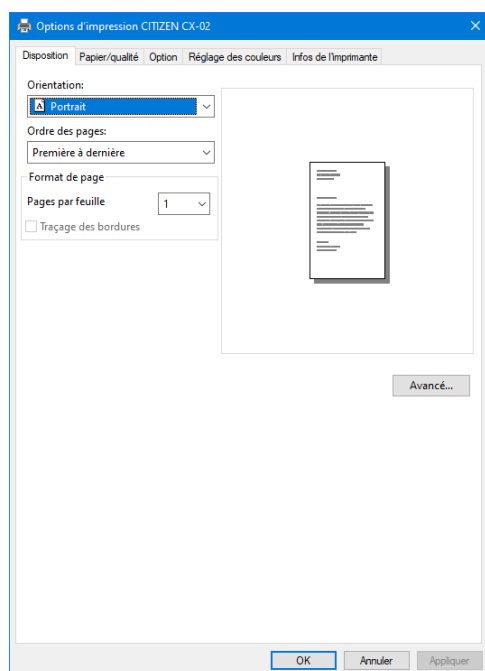 Options d'impression CITIZEN CX-02
Disposition Papier/qualité Option Réglage des couleurs Infos de l'imprimante
Orientation:
A Portrait
Ordre des pages:
Première à dernière
Format de page
Pages par feuille 1
Traçage des bordures
Avancé...
OK Annuler Appliquer